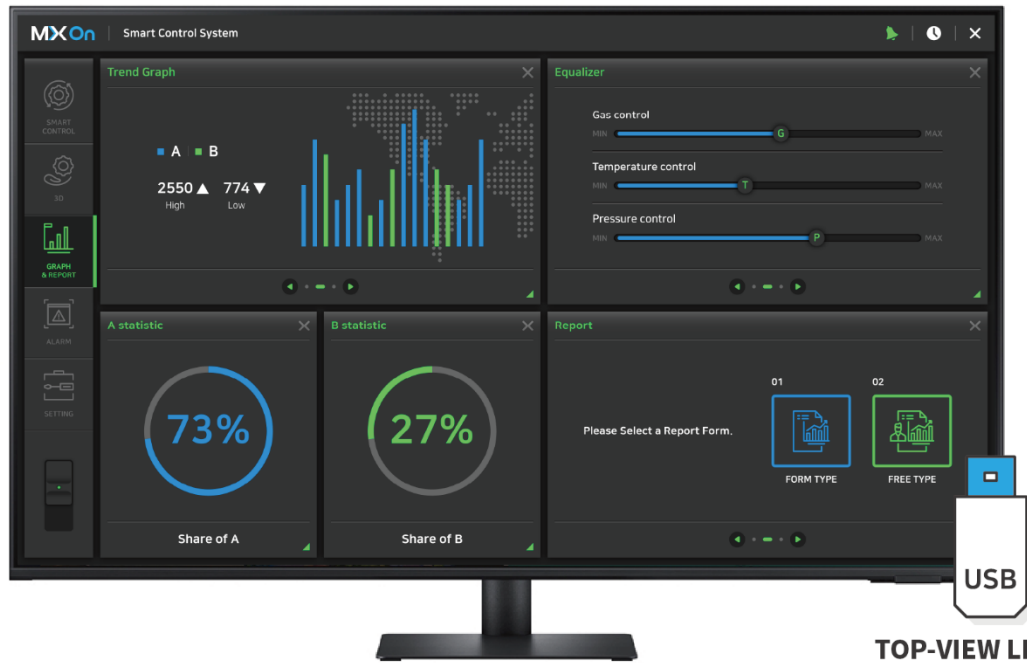 MXOn
Smart Control System
SMART
CONTROL
3D
GRAPH
& REPORT
ALARM
SETTING
Trend Graph
A
B
2550 ▲ 774 ▼
High Low
Equalizer
Gas control
MIN G MAX
Temperature control
MIN T MAX
Pressure control
MIN P MAX
A statistic
73%
Share of A
B statistic
27%
Share of B
Report
Please Select a Report Form.
01 02
FORM TYPE FREE TYPE
USB
TOP-VIEW